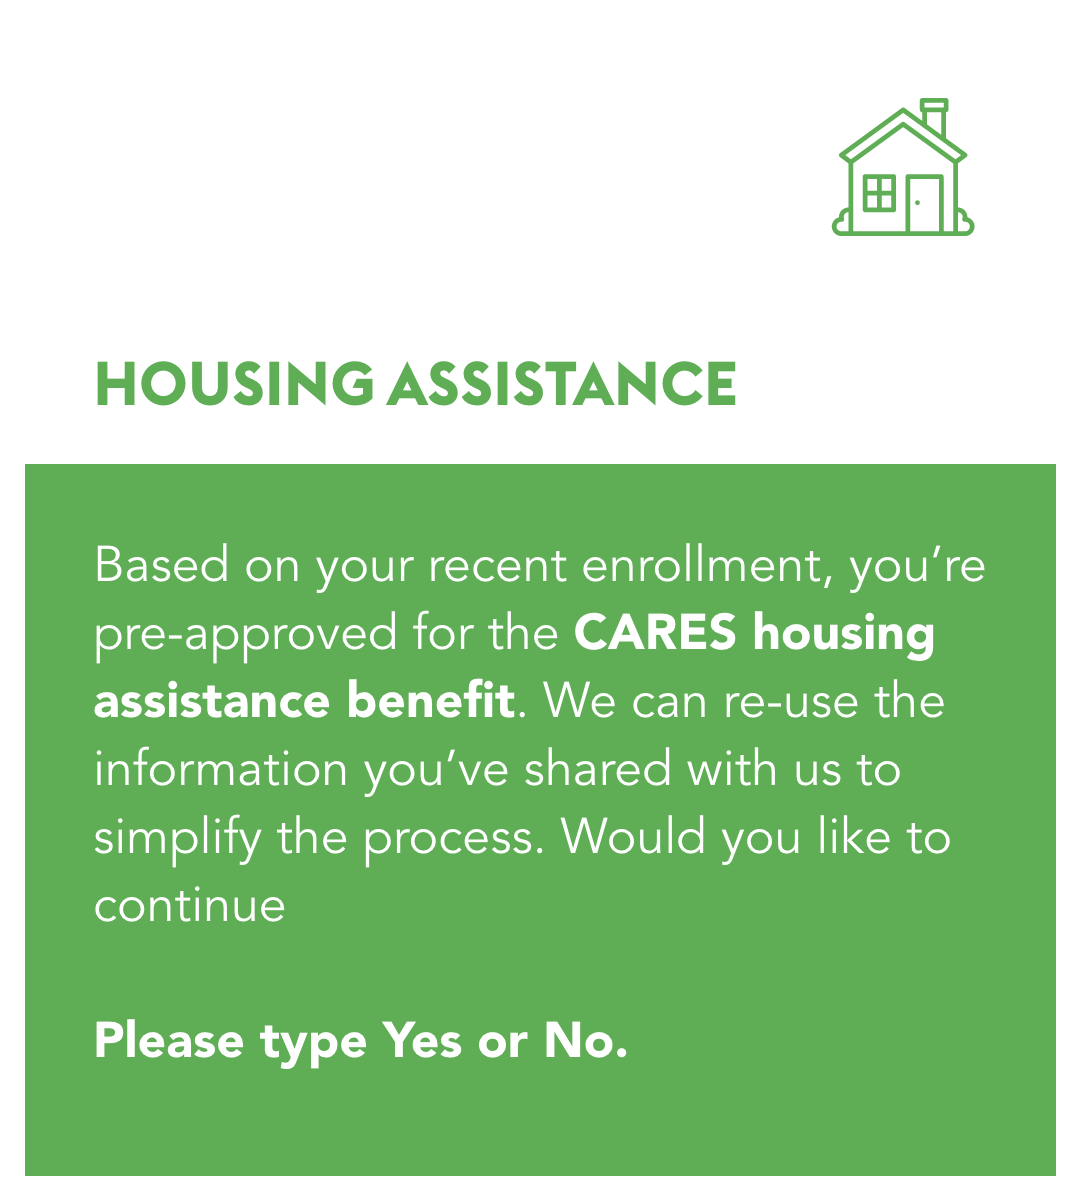 HOUSING ASSISTANCE
Based on your recent enrollment, you’re
pre-approved for the CARES housing
assistance benefit. We can re-use the
information you’ve shared with us to
simplify the process. Would you like to
continue
Please type Yes or No.